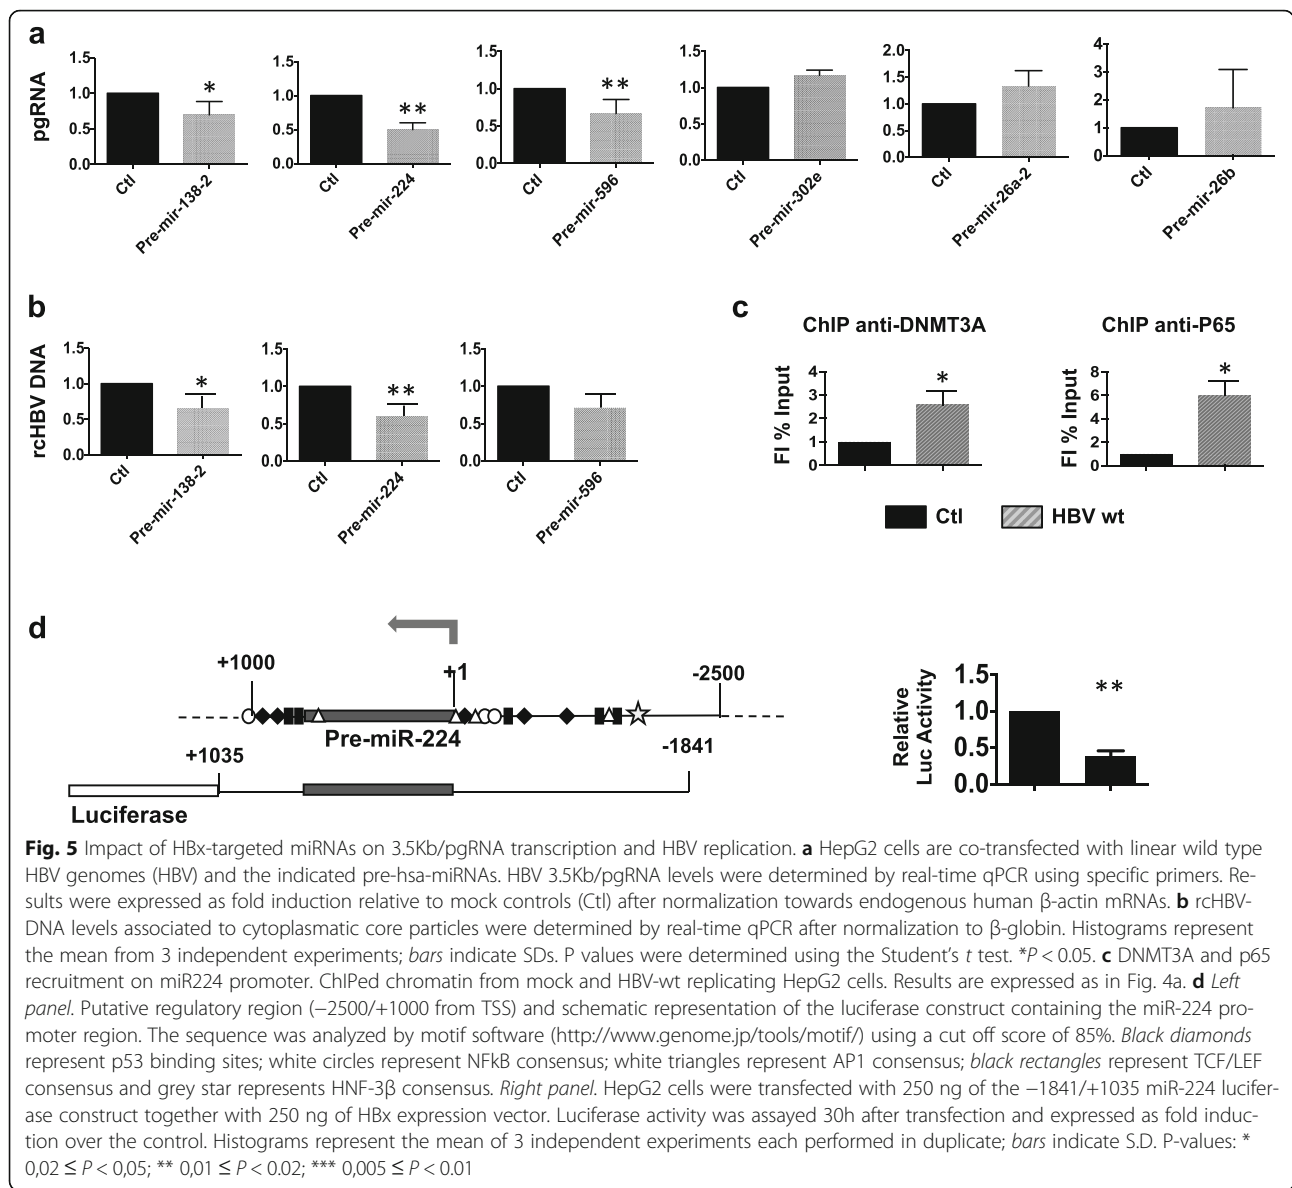 a
pgRNA
1.5
1.0
0.5
0.0
*
Ctl
Pre-mir-138-2
1.5
1.0
0.5
0.0
**
Ctl
Pre-mir-224
1.5
1.0
0.5
0.0
**
Ctl
Pre-mir-596
1.5
1.0
0.5
0.0
Ctl
Pre-mir-302e
2.0
1.5
1.0
0.5
0.0
Ctl
Pre-mir-26a-2
4
3
2
1
0
Ctl
Pre-mir-26b
b
rcHBV DNA
1.5
1.0
0.5
0.0
*
Ctl
Pre-mir-138-2
1.5
1.0
0.5
0.0
**
Ctl
Pre-mir-224
1.5
1.0
0.5
0.0
Ctl
Pre-mir-596
c
ChIP anti-DNMT3A
FI % Input
4
3
2
1
0
*
ChIP anti-P65
FI % Input
8
6
4
2
0
*
Ctl
HBV wt
d
+1000
+1
-2500
Pre-miR-224
+1035
-1841
Luciferase
Relative
Luc Activity
1.5
1.0
0.5
0.0
**
Fig. 5 Impact of HBx-targeted miRNAs on 3.5Kb/pgRNA transcription and HBV replication. a HepG2 cells are co-transfected with linear wild type
HBV genomes (HBV) and the indicated pre-hsa-miRNAs. HBV 3.5Kb/pgRNA levels were determined by real-time qPCR using specific primers. Re-
sults were expressed as fold induction relative to mock controls (Ctl) after normalization towards endogenous human β-actin mRNAs. b rcHBV-
DNA levels associated to cytoplasmatic core particles were determined by real-time qPCR after normalization to β-globin. Histograms represent
the mean from 3 independent experiments; bars indicate SDs. P values were determined using the Student's t test. *P < 0.05. c DNMT3A and p65
recruitment on miR224 promoter. ChIPed chromatin from mock and HBV-wt replicating HepG2 cells. Results are expressed as in Fig. 4a. d Left
panel. Putative regulatory region (−2500/+1000 from TSS) and schematic representation of the luciferase construct containing the miR-224 pro-
moter region. The sequence was analyzed by motif software (http://www.genome.jp/tools/motif/) using a cut off score of 85%. Black diamonds
represent p53 binding sites; white circles represent NFkB consensus; white triangles represent AP1 consensus; black rectangles represent TCF/LEF
consensus and grey star represents HNF-3β consensus. Right panel. HepG2 cells were transfected with 250 ng of the −1841/+1035 miR-224 lucifer-
ase construct together with 250 ng of HBx expression vector. Luciferase activity was assayed 30h after transfection and expressed as fold induc-
tion over the control. Histograms represent the mean of 3 independent experiments each performed in duplicate; bars indicate S.D. P-values: *
0,02 ≤ P < 0,05; ** 0,01 ≤ P < 0.02; *** 0,005 ≤ P < 0.01